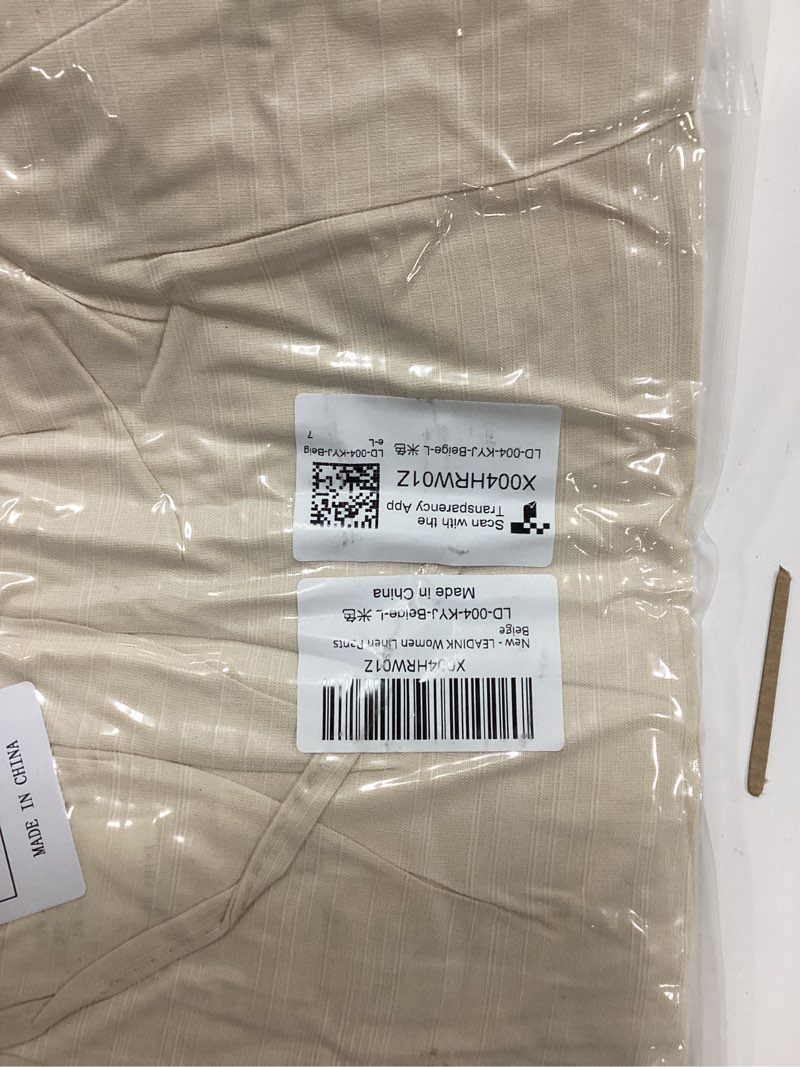 Scan with the
Transparency App
X004HRW01Z
LD-004-KYJ-Beige-L 米色
LD-004-KYJ-Beig
e-L
7
X004HRW01Z
New - LEADINK Women Linen Pants
Beige
LD-004-KYJ-Beige-L 米色
Made in China
MADE IN CHINA